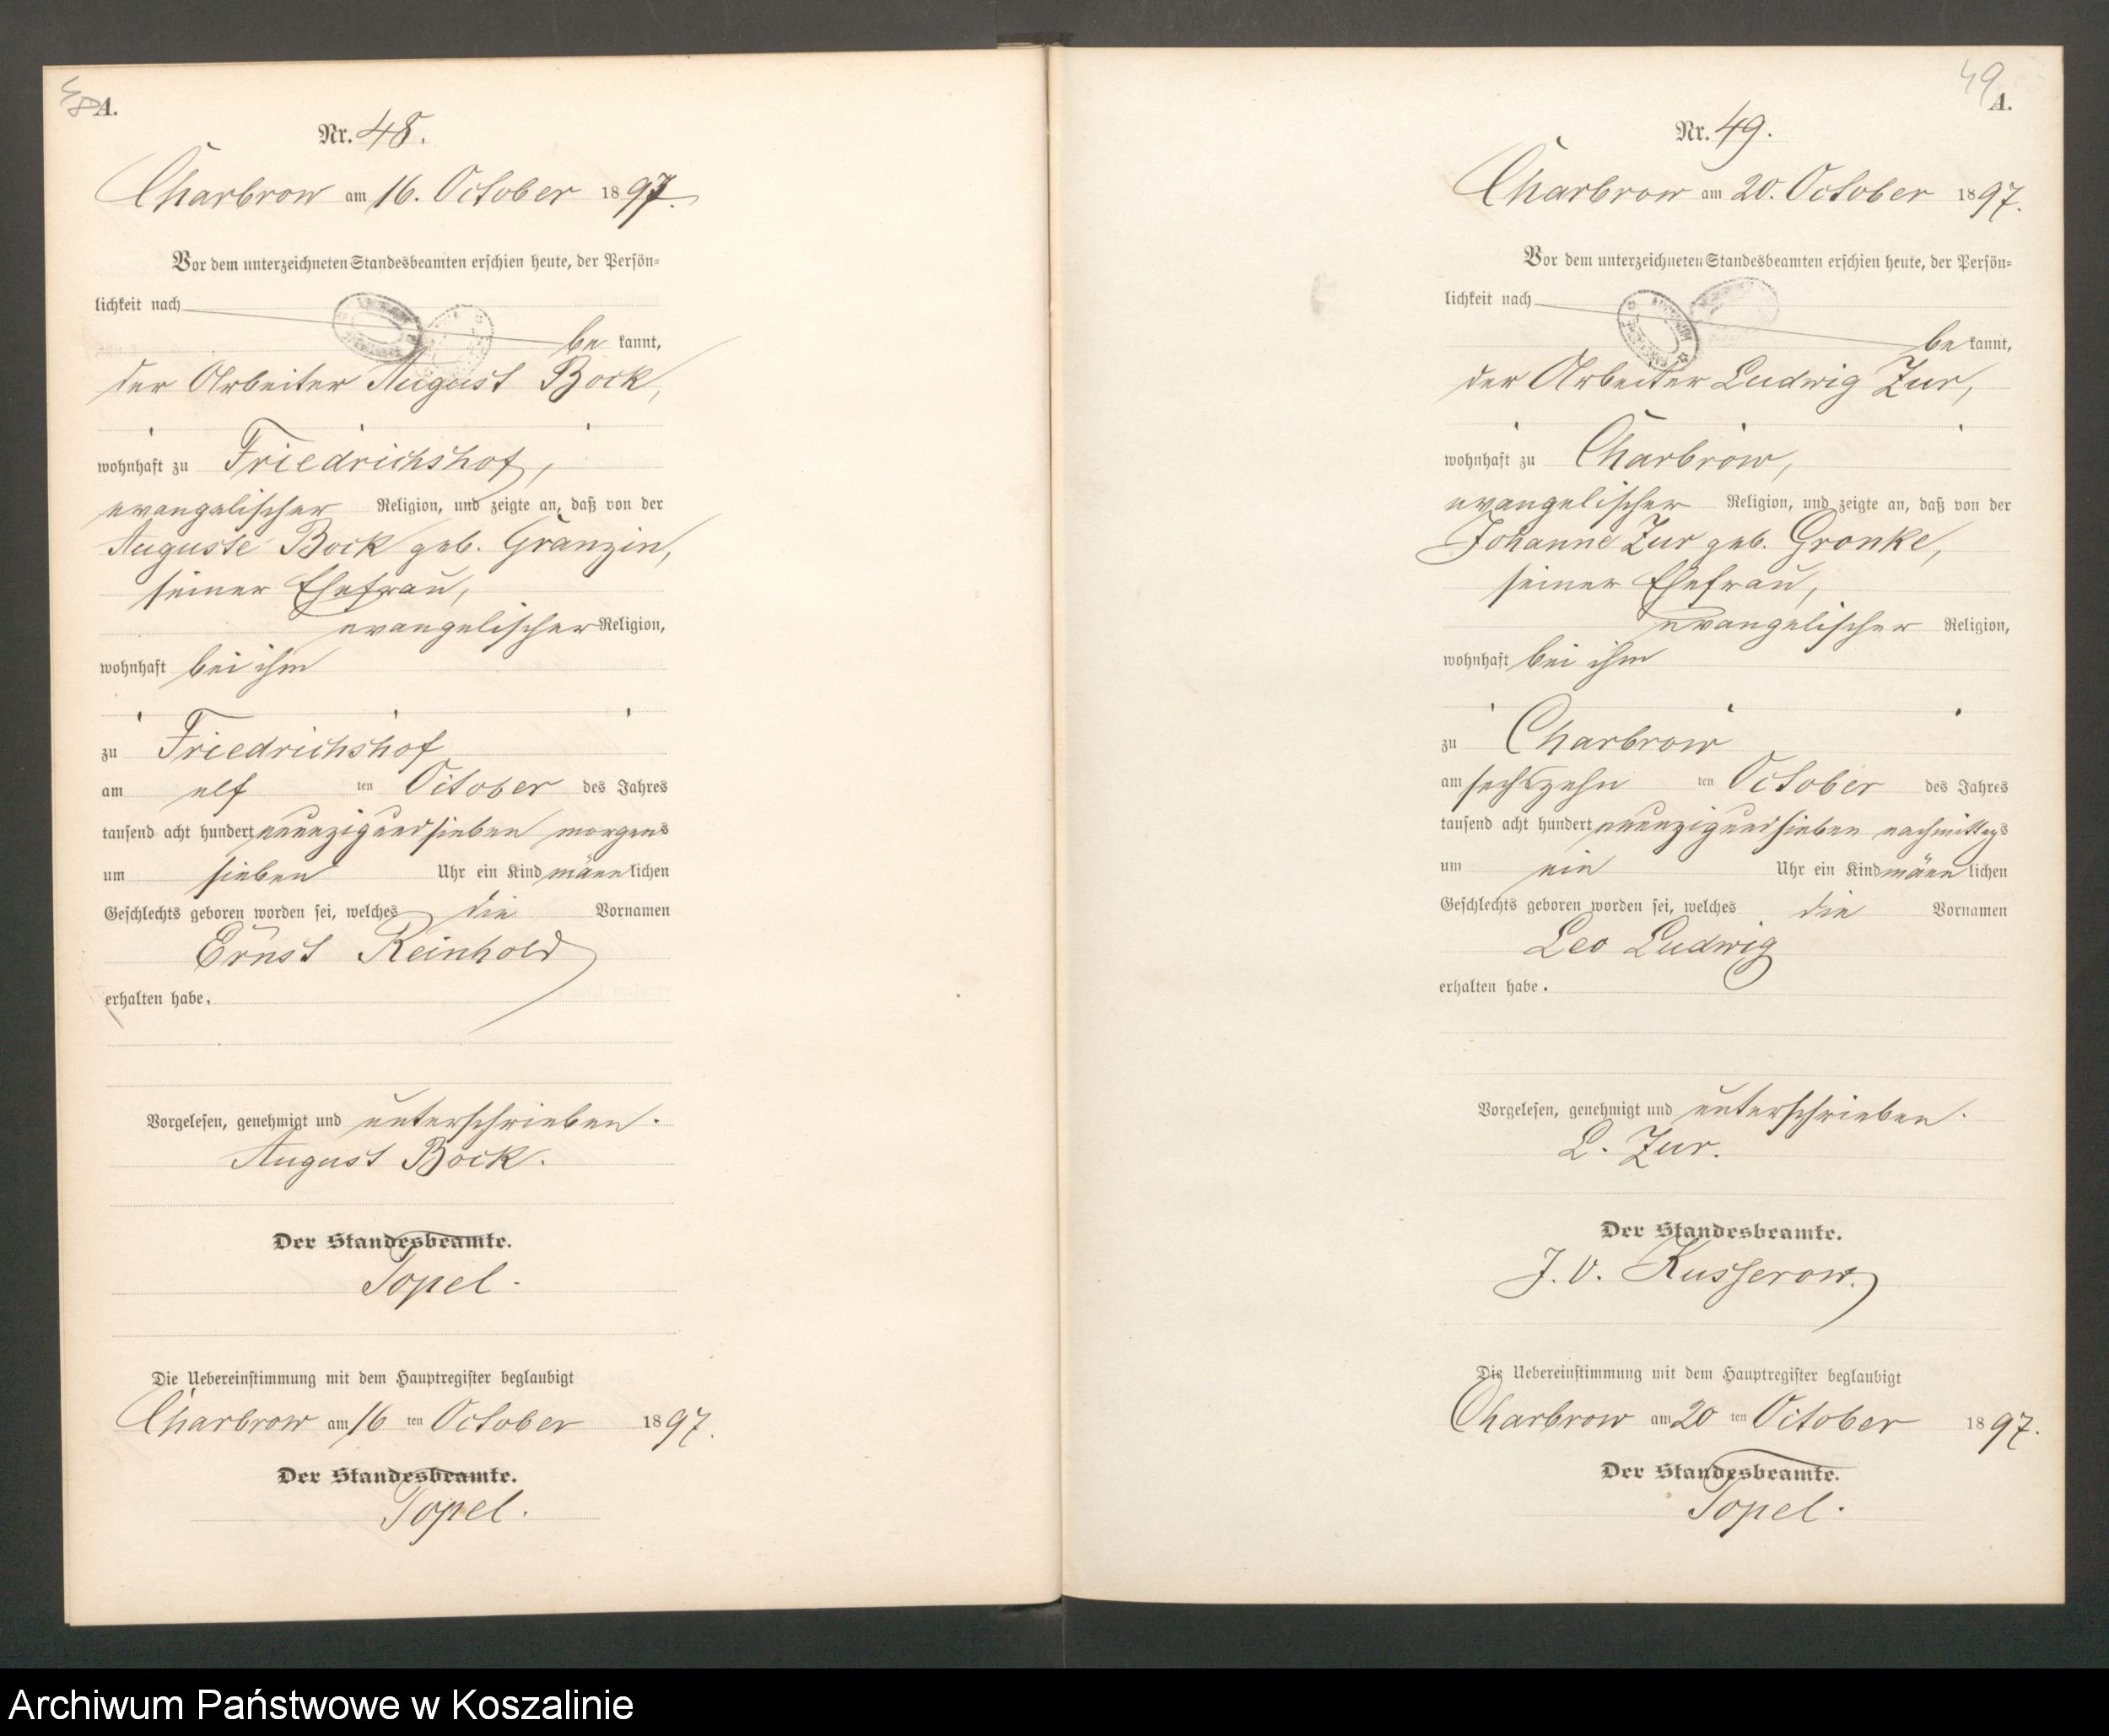 48
A.
Nr. 48.
Charbrow am 16. October 1897.
Vor dem unterzeichneten Standesbeamten erschien heute, der Persön-
lichkeit nach
be kannt,
der Arbeiter August Bock,
wohnhaft zu Friedrichshof,
evangelischer Religion, und zeigte an, daß von der
Auguste Bock geb. Granzin,
seiner Ehefrau,
evangelischer Religion,
wohnhaft bei ihm
zu Friedrichshof
am elf ten October des Jahres
tausend acht hundert neunzig und sieben morgens
um sieben Uhr ein Kind männlichen
Geschlechts geboren worden sei, welches die Vornamen
Ernst Reinhold
erhalten habe.
Vorgelesen, genehmigt und unterschrieben.
August Bock.
Der Standesbeamte.
Topel.
Die Uebereinstimmung mit dem Hauptregister beglaubigt
Charbrow am 16 ten October 1897.
Der Standesbeamte.
Topel.
49
A.
Nr. 49.
Charbrow am 20. October 1897.
Vor dem unterzeichneten Standesbeamten erschien heute, der Persön-
lichkeit nach
be kannt,
der Arbeiter Ludwig Zur,
wohnhaft zu Charbrow,
evangelischer Religion, und zeigte an, daß von der
Johanne Zur geb. Gronke,
seiner Ehefrau,
evangelischer Religion,
wohnhaft bei ihm
zu Charbrow
am sechszehn ten October des Jahres
tausend acht hundert neunzig und sieben nachmittags
um ein Uhr ein Kind männlichen
Geschlechts geboren worden sei, welches die Vornamen
Leo Ludwig
erhalten habe.
Vorgelesen, genehmigt und unterschrieben.
L. Zur.
Der Standesbeamte.
J. V. Kusserow.
Die Uebereinstimmung mit dem Hauptregister beglaubigt
Charbrow am 20 ten October 1897.
Der Standesbeamte.
Topel.
Archiwum Państwowe w Koszalinie